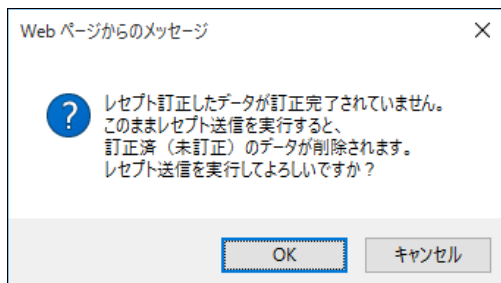 Web ページからのメッセージ
レセプト訂正したデータが訂正完了されていません。
このままレセプト送信を実行すると、
訂正済（未訂正）のデータが削除されます。
レセプト送信を実行してよろしいですか？
OK
キャンセル